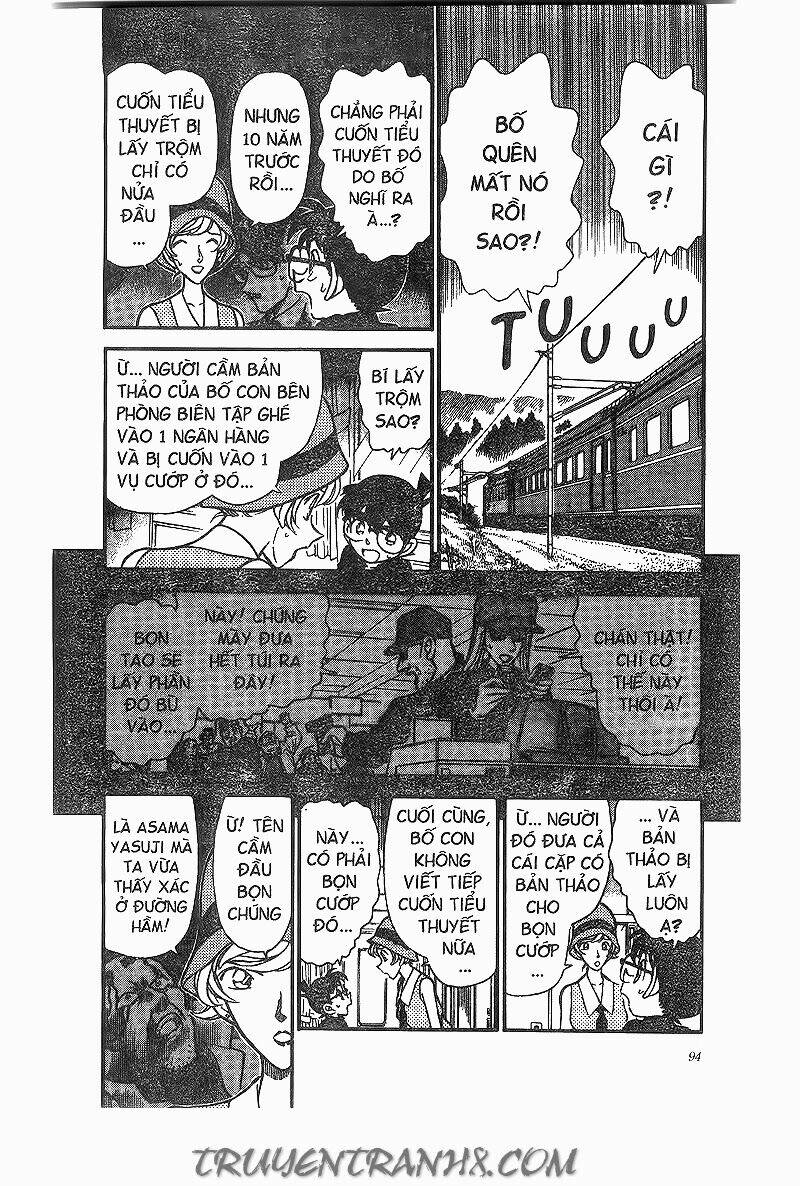 CÁI
GÌ
?!
BỐ
QUÊN
MẤT NÓ
RỒI
SAO?!
TUUUU
CHẲNG PHẢI
CUỐN TIỂU
THUYẾT ĐÓ
DO BỐ
NGHĨ RA
À...?
NHƯNG
10 NĂM
TRƯỚC
RỒI...
CUỐN TIỂU
THUYẾT BỊ
LẤY TRỘM
CHỈ CÓ
NỬA
ĐẦU
...
BÍ LẤY
TRỘM
SAO?
Ừ... NGƯỜI CẦM BẢN
THẢO CỦA BỐ CON BÊN
PHÒNG BIÊN TẬP GHÉ
VÀO 1 NGÂN HÀNG
VÀ BỊ CUỐN VÀO 1
VỤ CƯỚP Ở ĐÓ...
CHÁN THẬT!
CHỈ CÓ
THẾ NÀY
THÔI À!
NÀY! CHÚNG
MÀY ĐƯA
HẾT TÚI RA
ĐÂY!
BỌN
TAO SẼ
LẤY PHẦN
ĐÓ BÙ
VÀO...
... VÀ
BẢN
THẢO BỊ
LẤY
LUÔN
Ạ?
Ừ... NGƯỜI
ĐÓ ĐƯA CẢ
CÁI CẶP CÓ
BẢN THẢO
CHO
BỌN
CƯỚP
...
CUỐI CÙNG,
BỐ CON
KHÔNG
VIẾT TIẾP
CUỐN TIỂU
THUYẾT
NỮA
...
NÀY...
CÓ PHẢI
BỌN
CƯỚP
ĐÓ...
Ừ! TÊN
CẦM
ĐẦU
BỌN
CHÚNG
LÀ ASAMA
YASUJI MÀ
TA VỪA
THẤY XÁC
Ở ĐƯỜNG
HẦM!
94
TRUYENTRANH8.COM